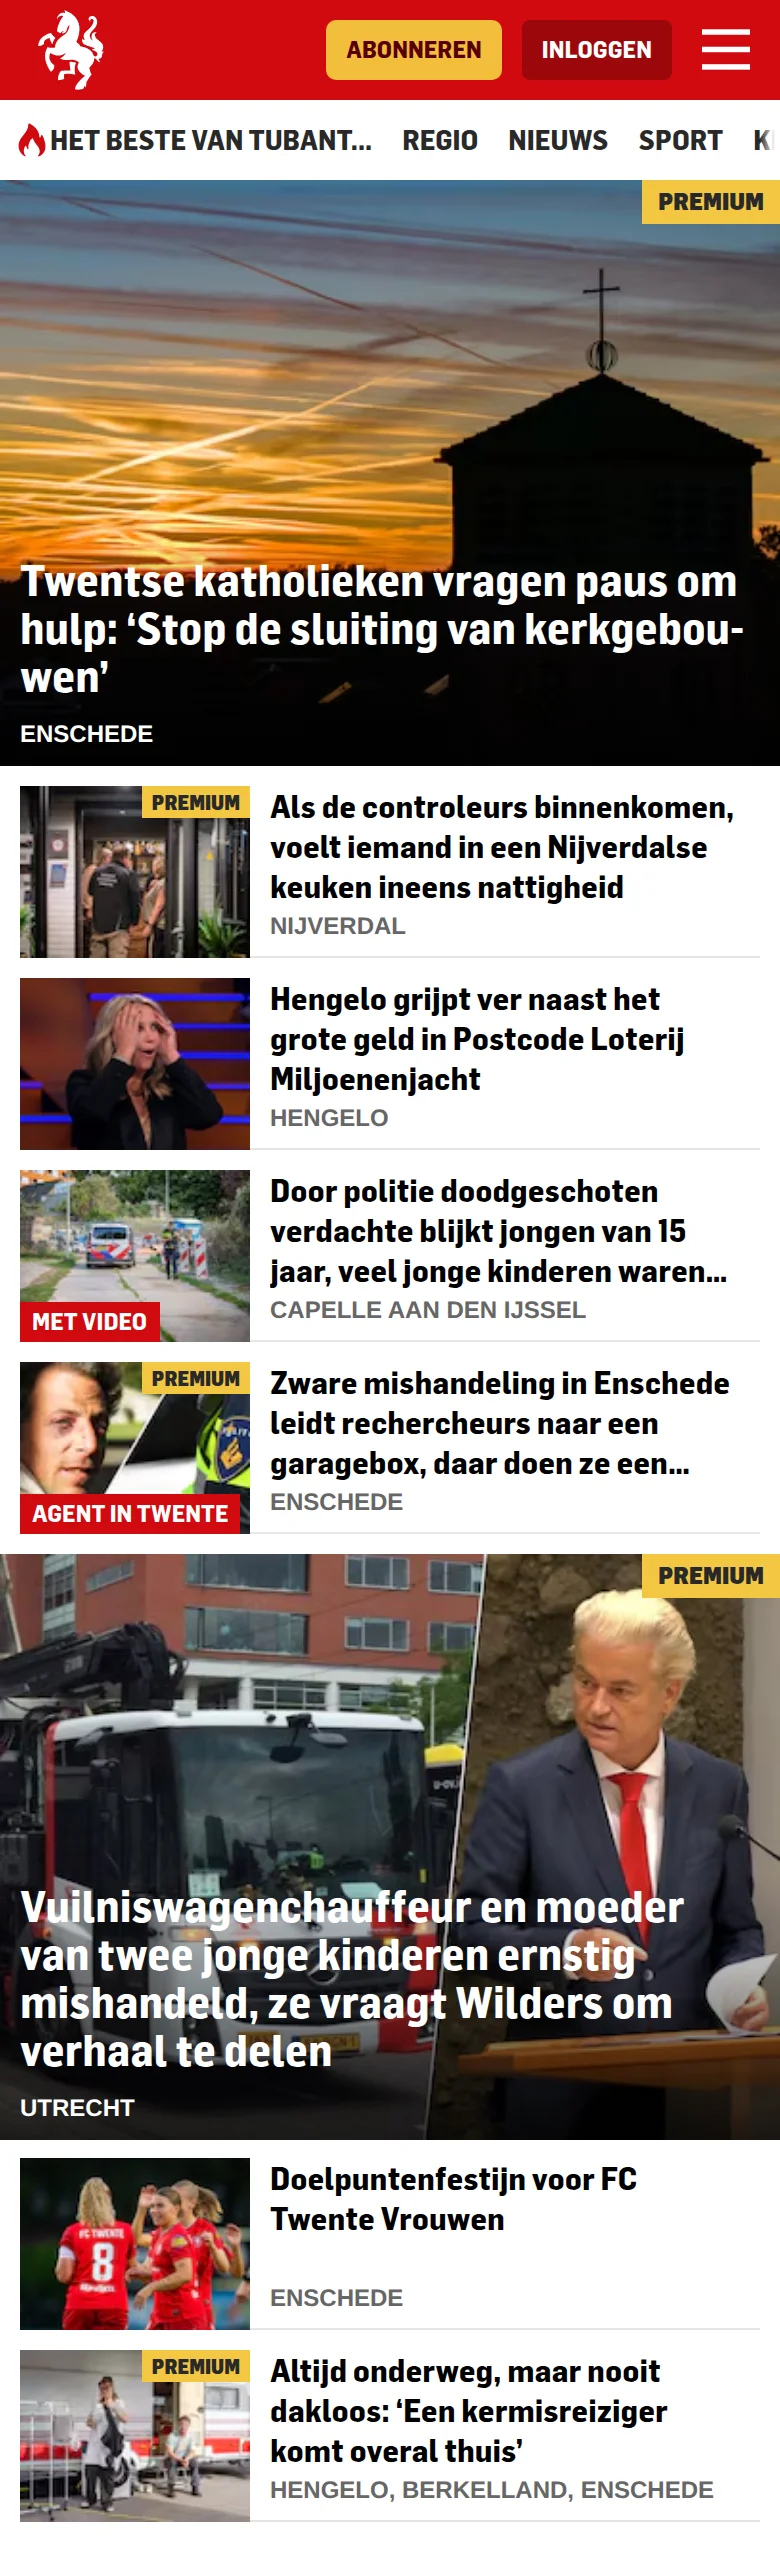 ABONNEREN
INLOGGEN
HET BESTE VAN TUBANT...
REGIO
NIEUWS
SPORT
PREMIUM
Twentse katholieken vragen paus om
hulp: ‘Stop de sluiting van kerkgebou-
wen’
ENSCHEDE
PREMIUM
Als de controleurs binnenkomen,
voelt iemand in een Nijverdalse
keuken ineens nattigheid
NIJVERDAL
Hengelo grijpt ver naast het
grote geld in Postcode Loterij
Miljoenenjacht
HENGELO
Door politie doodgeschoten
verdachte blijkt jongen van 15
jaar, veel jonge kinderen waren...
CAPELLE AAN DEN IJSSEL
MET VIDEO
PREMIUM
Zware mishandeling in Enschede
leidt rechercheurs naar een
garagebox, daar doen ze een...
ENSCHEDE
AGENT IN TWENTE
PREMIUM
Vuilniswagenchauffeur en moeder
van twee jonge kinderen ernstig
mishandeld, ze vraagt Wilders om
verhaal te delen
UTRECHT
FC TWENTE
8
Doelpuntenfestijn voor FC
Twente Vrouwen
ENSCHEDE
PREMIUM
Altijd onderweg, maar nooit
dakloos: ‘Een kermisreiziger
komt overal thuis’
HENGELO, BERKELLAND, ENSCHEDE